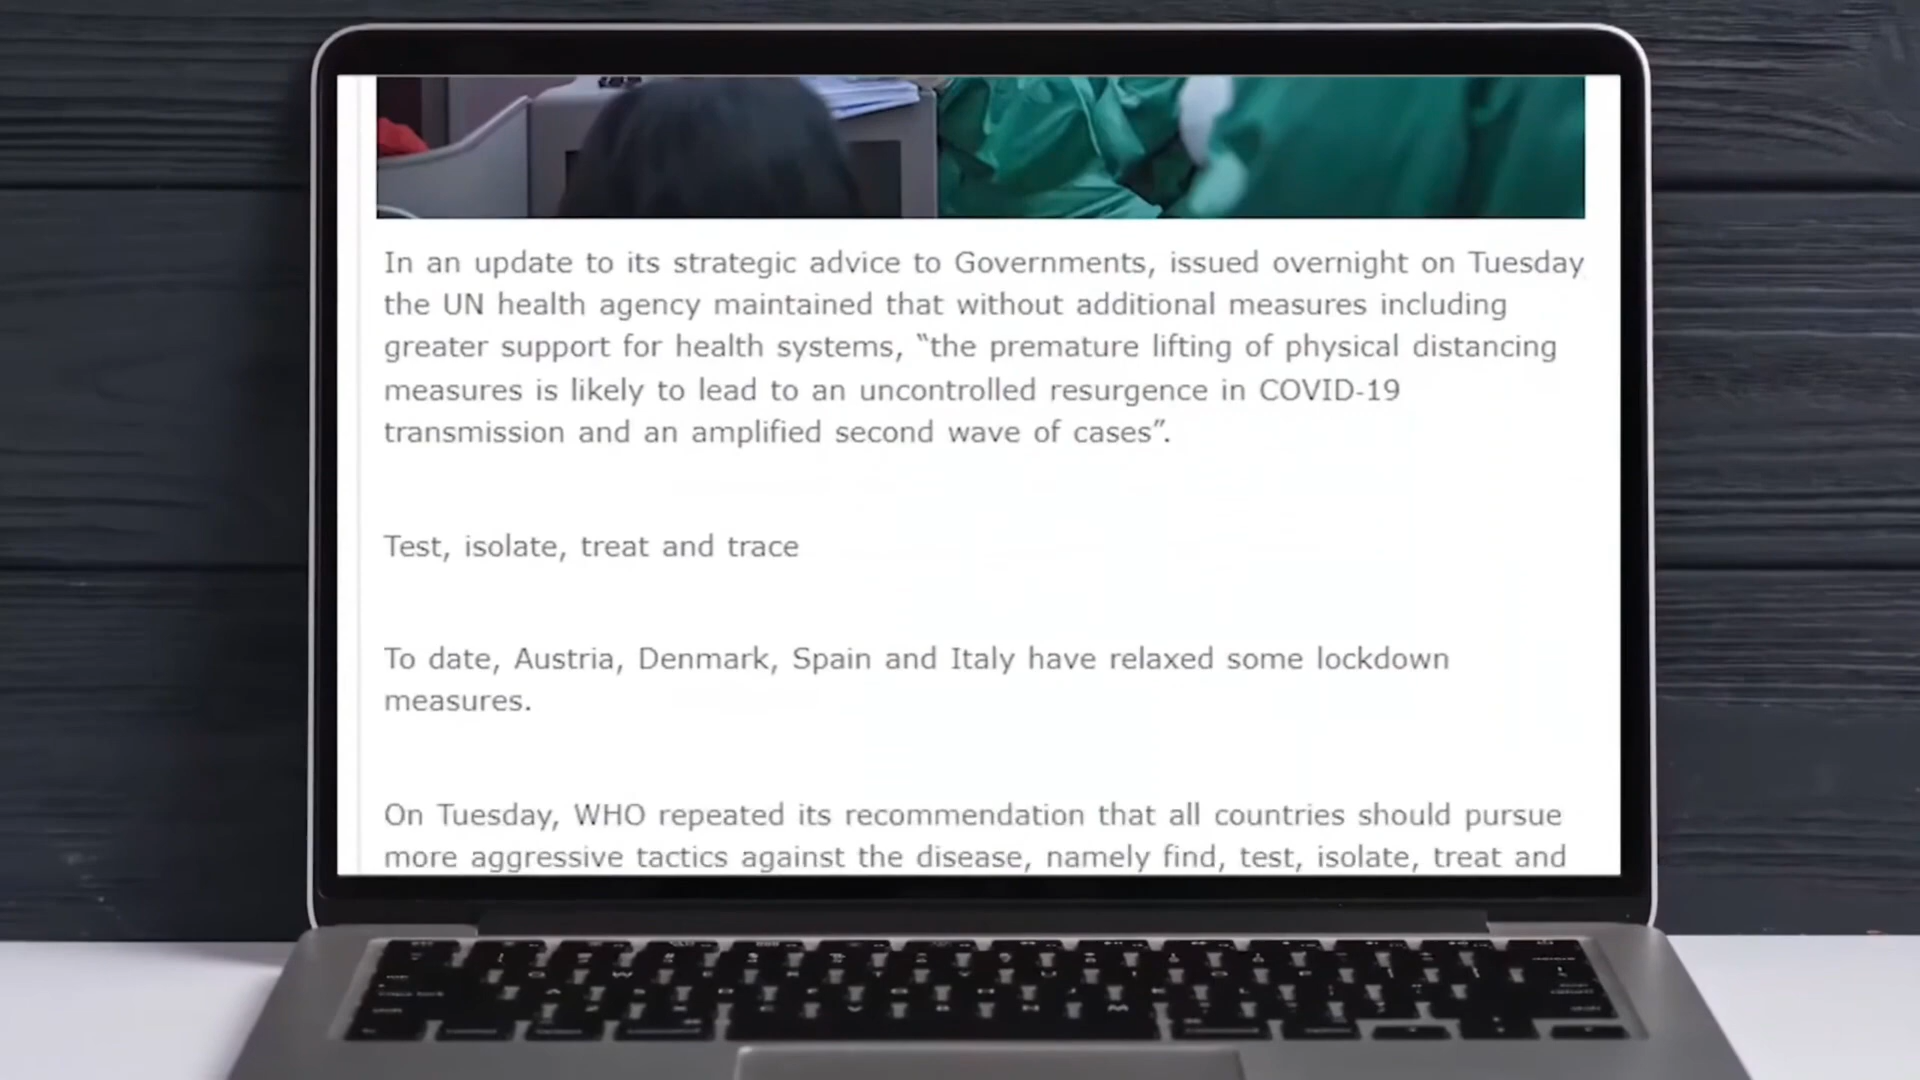 In an update to its strategic advice to Governments, issued overnight on Tuesday
the UN health agency maintained that without additional measures including
greater support for health systems, “the premature lifting of physical distancing
measures is likely to lead to an uncontrolled resurgence in COVID-19
transmission and an amplified second wave of cases”.
Test, isolate, treat and trace
To date, Austria, Denmark, Spain and Italy have relaxed some lockdown
measures.
On Tuesday, WHO repeated its recommendation that all countries should pursue
more aggressive tactics against the disease, namely find, test, isolate, treat and